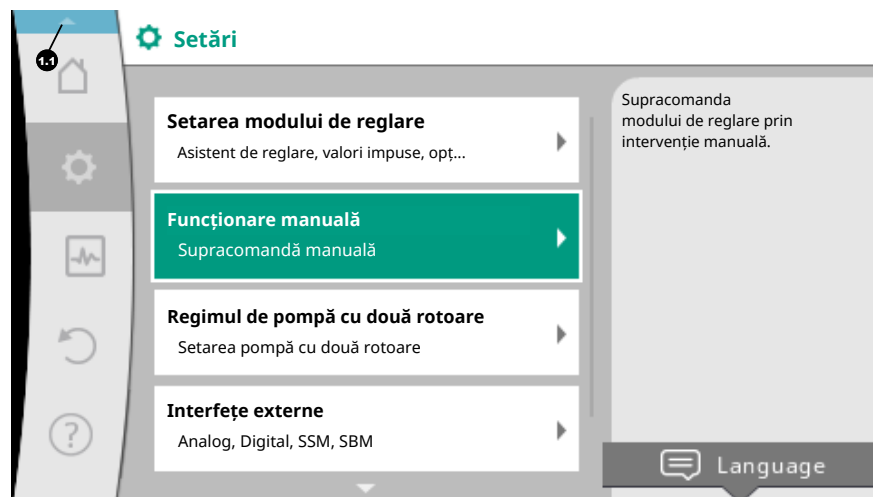 1.1
Setări
Setarea modului de reglare
Asistent de reglare, valori impuse, opț...
Funcționare manuală
Supracomandă manuală
Regimul de pompă cu două rotoare
Setarea pompă cu două rotoare
Interfețe externe
Analog, Digital, SSM, SBM
Supracomanda
modului de reglare prin
intervenție manuală.
Language